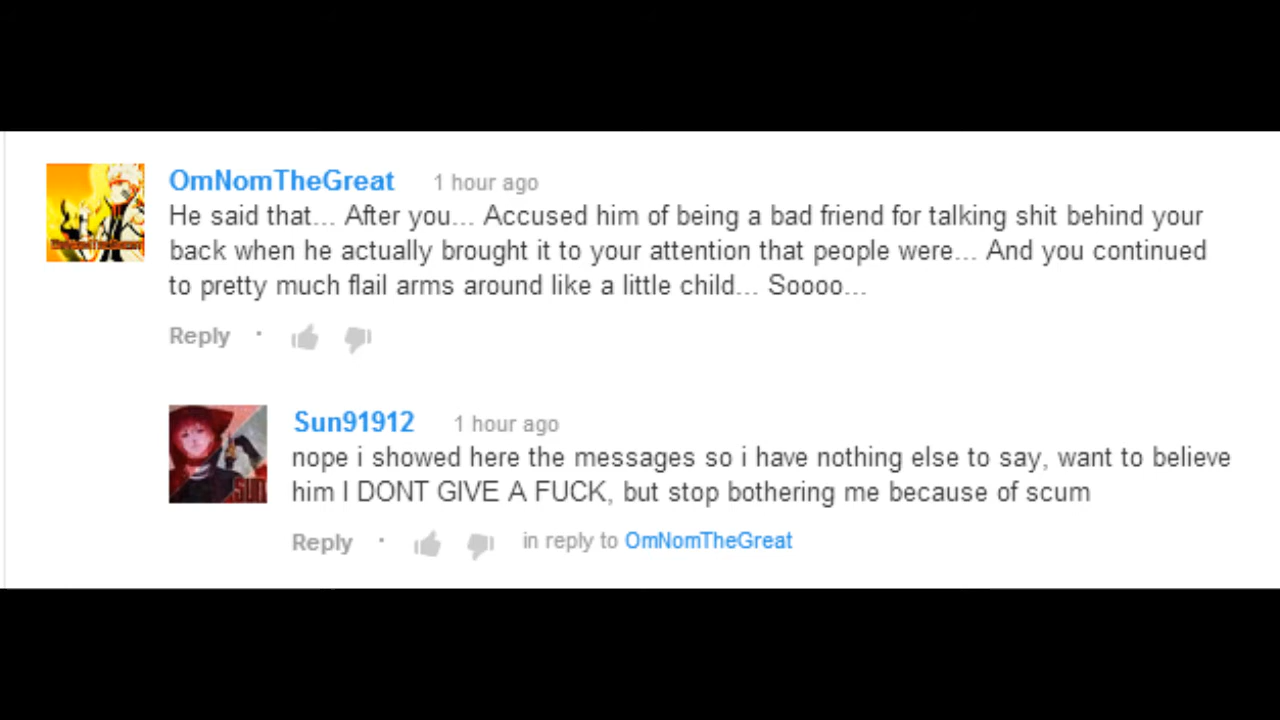 OmNomTheGreat 1 hour ago
He said that... After you... Accused him of being a bad friend for talking shit behind your
back when he actually brought it to your attention that people were... And you continued
to pretty much flail arms around like a little child... Soooo...
Reply ·
Sun91912 1 hour ago
nope i showed here the messages so i have nothing else to say, want to believe
him I DONT GIVE A FUCK, but stop bothering me because of scum
Reply · in reply to OmNomTheGreat
SUN